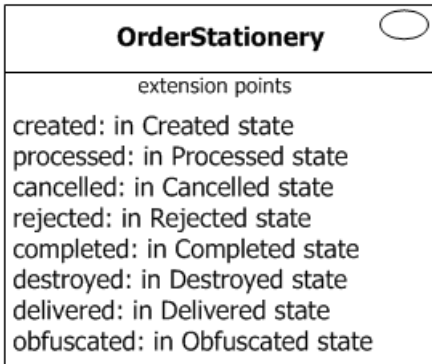 OrderStationery
extension points
created: in Created state
processed: in Processed state
cancelled: in Cancelled state
rejected: in Rejected state
completed: in Completed state
destroyed: in Destroyed state
delivered: in Delivered state
obfuscated: in Obfuscated state